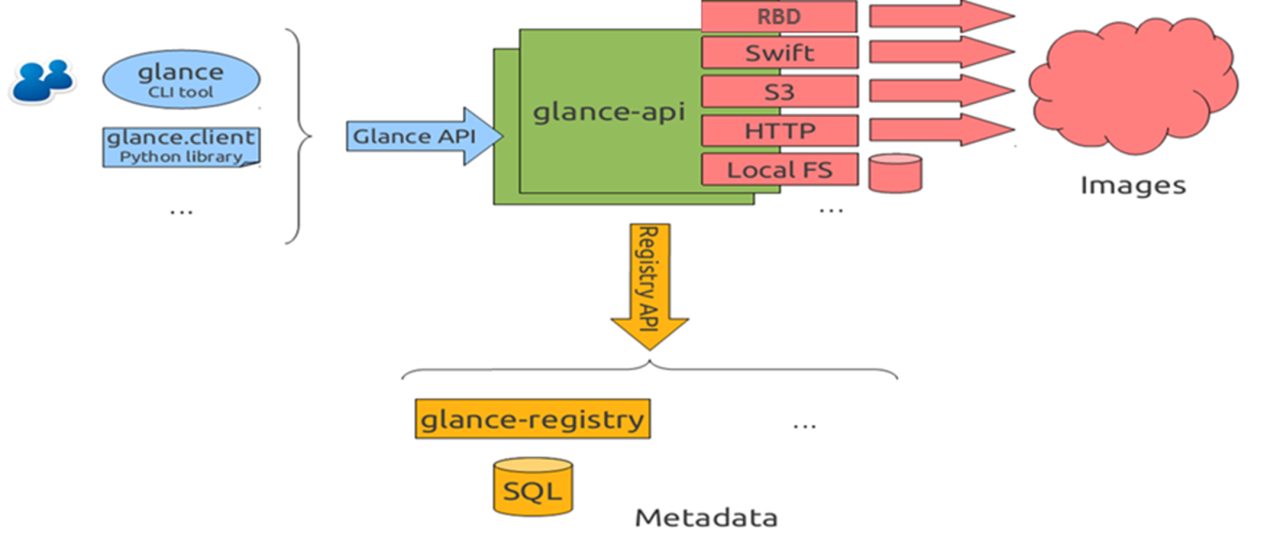 glance
CLI tool
glance.client
Python library
...
Glance API
glance-api
RBD
Swift
S3
HTTP
Local FS
...
Images
Registry API
glance-registry
...
SQL
Metadata